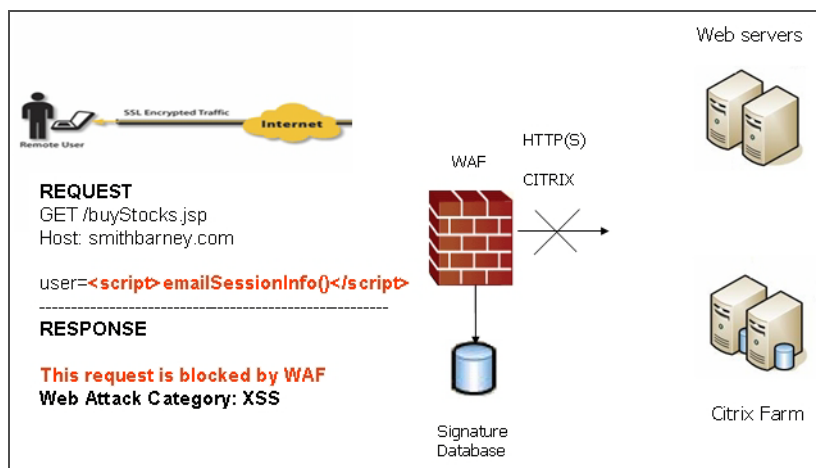 Web servers
SSL Encrypted Traffic
Internet
Remote User
WAF
HTTP(S)
CITRIX
REQUEST
GET /buyStocks.jsp
Host: smithbarney.com
user=<script>emailSessionInfo()</script>
RESPONSE
This request is blocked by WAF
Web Attack Category: XSS
Signature
Database
Citrix Farm